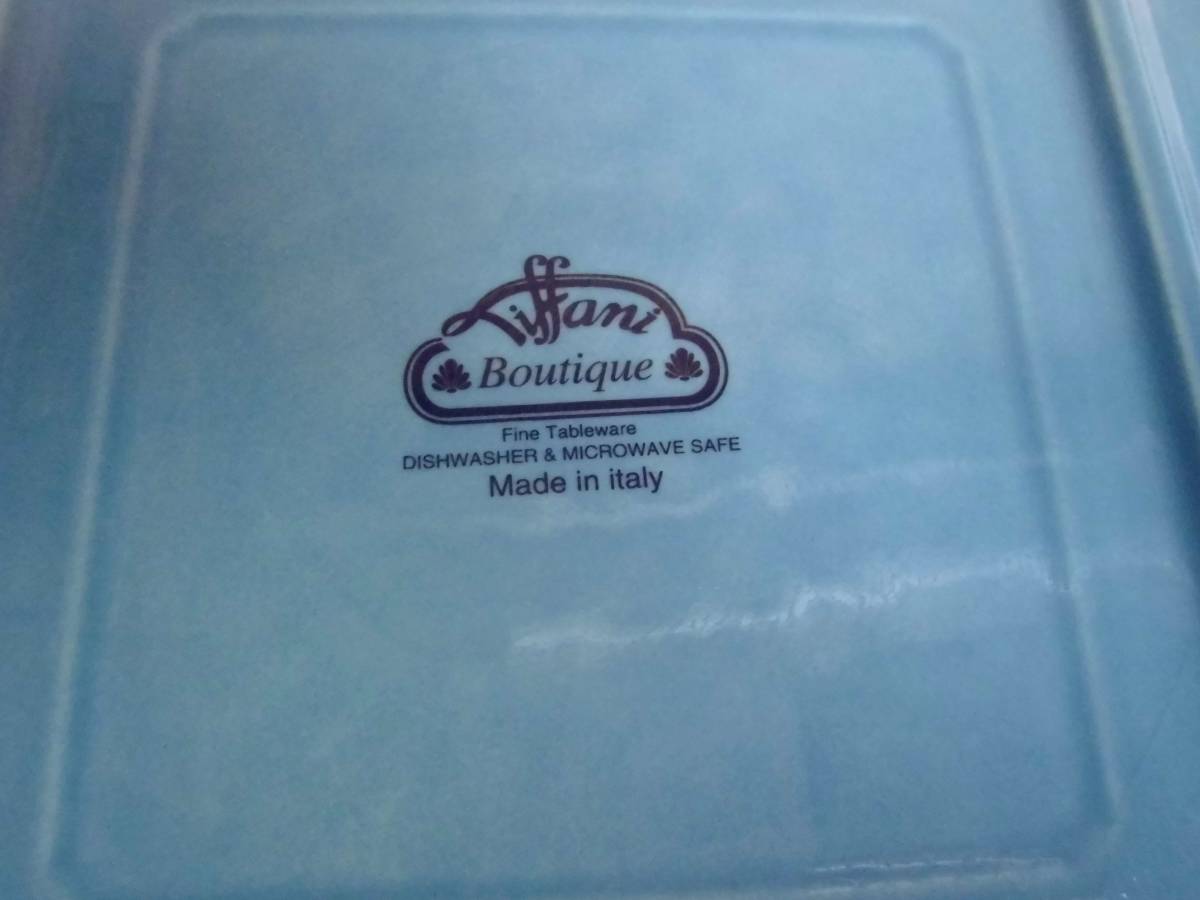 Tiffani
Boutique
Fine Tableware
DISHWASHER & MICROWAVE SAFE
Made in italy